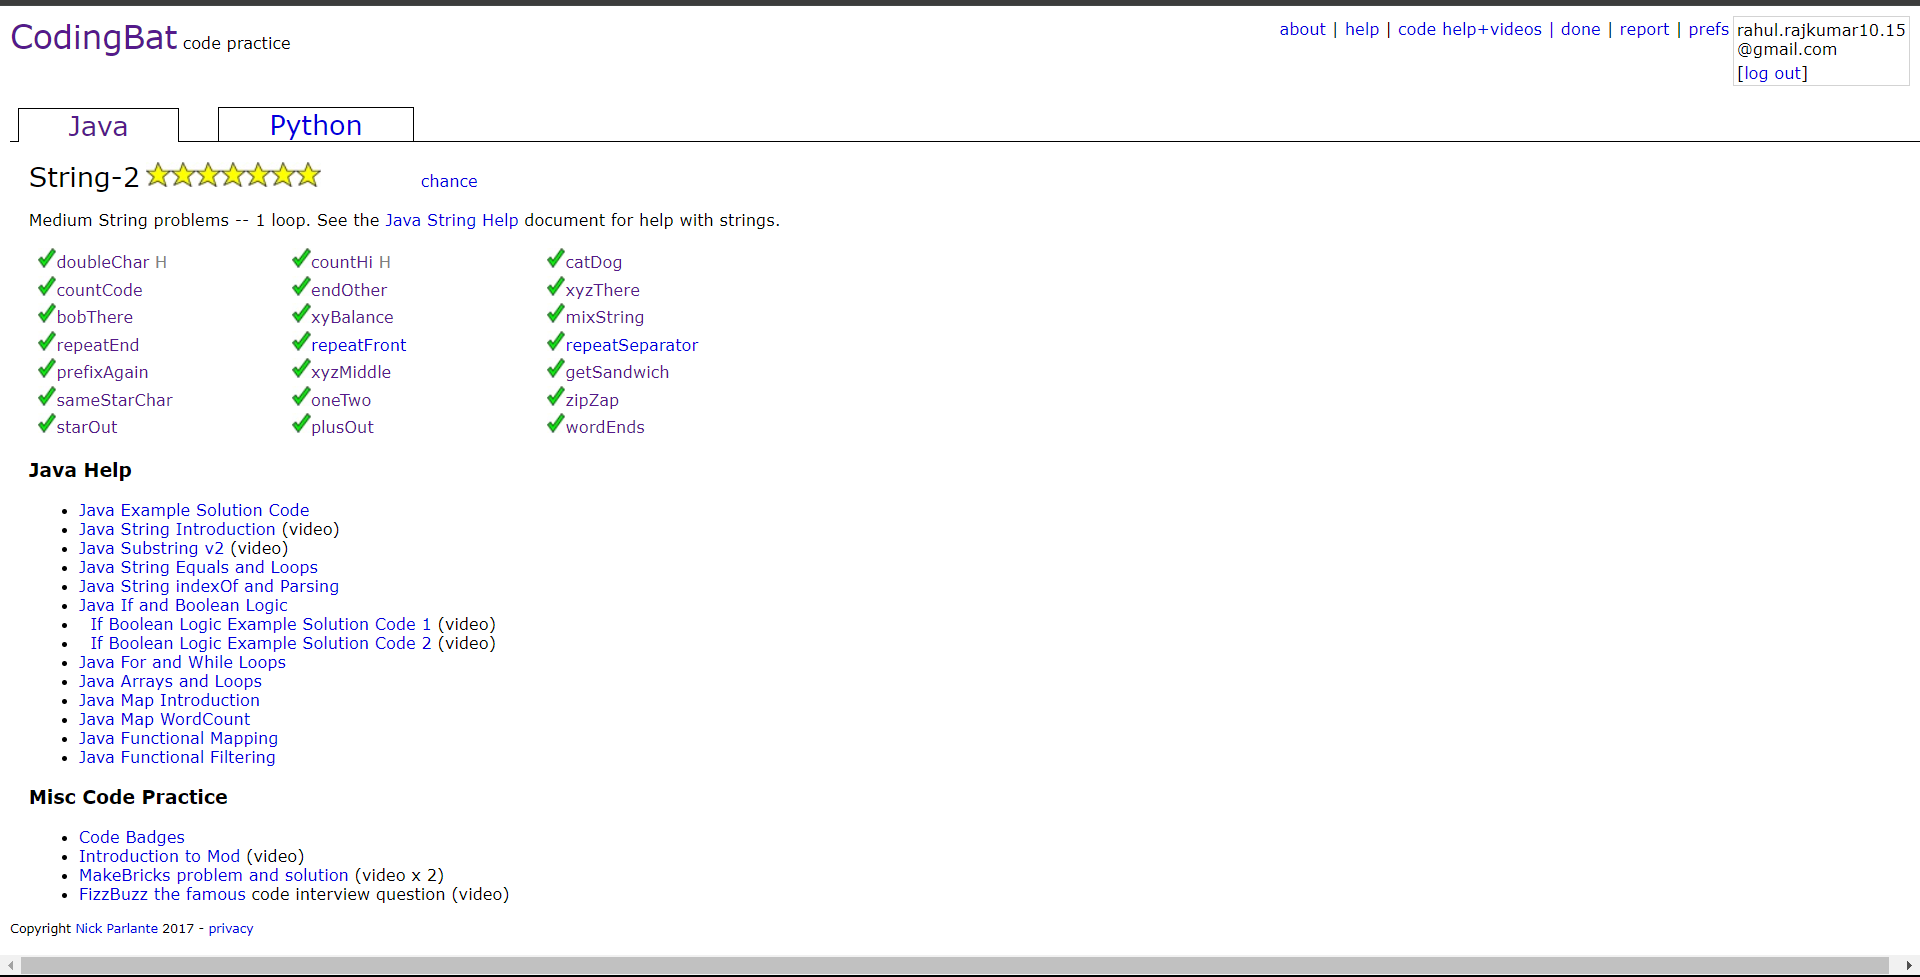 CodingBat code practice
about | help | code help+videos | done | report | prefs
rahul.rajkumar10.15
@gmail.com
[log out]
Java
Python
String-2
chance
Medium String problems -- 1 loop. See the Java String Help document for help with strings.
doubleChar H countHi H catDog
countCode endOther xyzThere
bobThere xyBalance mixString
repeatEnd repeatFront repeatSeparator
prefixAgain xyzMiddle getSandwich
sameStarChar oneTwo zipZap
starOut plusOut wordEnds
Java Help
• Java Example Solution Code
• Java String Introduction (video)
• Java Substring v2 (video)
• Java String Equals and Loops
• Java String indexOf and Parsing
• Java If and Boolean Logic
• If Boolean Logic Example Solution Code 1 (video)
• If Boolean Logic Example Solution Code 2 (video)
• Java For and While Loops
• Java Arrays and Loops
• Java Map Introduction
• Java Map WordCount
• Java Functional Mapping
• Java Functional Filtering
Misc Code Practice
• Code Badges
• Introduction to Mod (video)
• MakeBricks problem and solution (video x 2)
• FizzBuzz the famous code interview question (video)
Copyright Nick Parlante 2017 - privacy